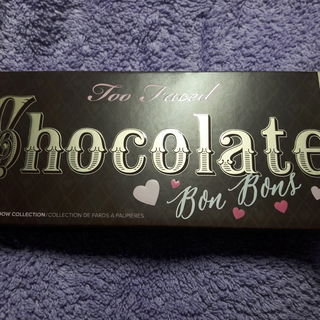 Too Faced
Chocolate
Bon Bons
DOW COLLECTION / COLLECTION DE FARDS À PAUPIÈRES